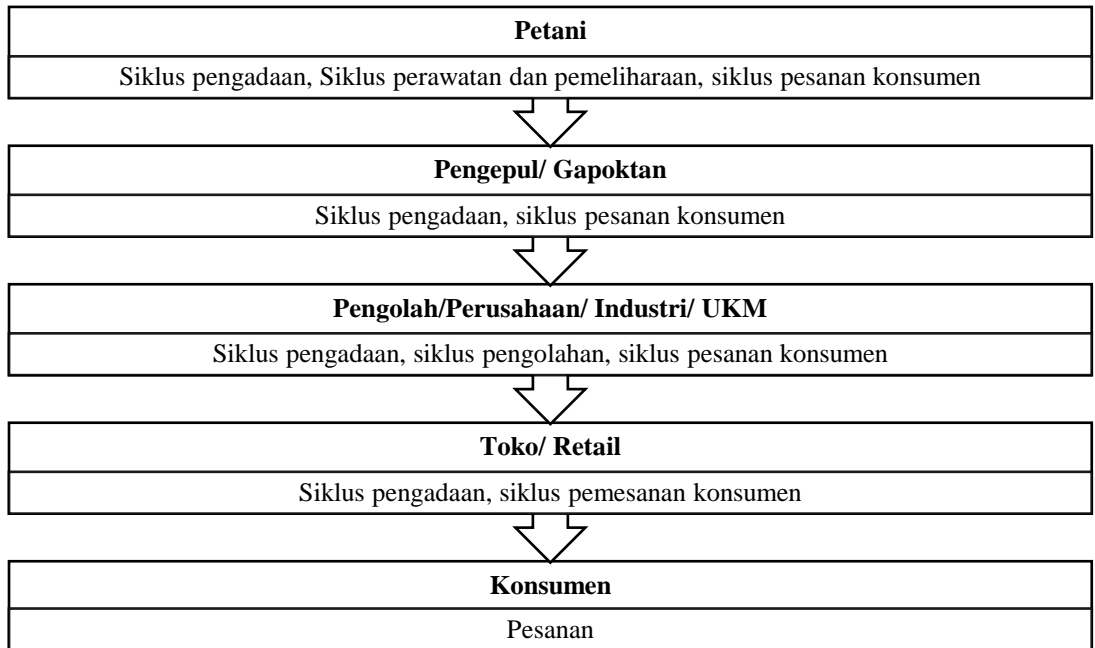 Petani
Siklus pengadaan, Siklus perawatan dan pemeliharaan, siklus pesanan konsumen
Pengepul/ Gapoktan
Siklus pengadaan, siklus pesanan konsumen
Pengolah/Perusahaan/ Industri/ UKM
Siklus pengadaan, siklus pengolahan, siklus pesanan konsumen
Toko/ Retail
Siklus pengadaan, siklus pemesanan konsumen
Konsumen
Pesanan